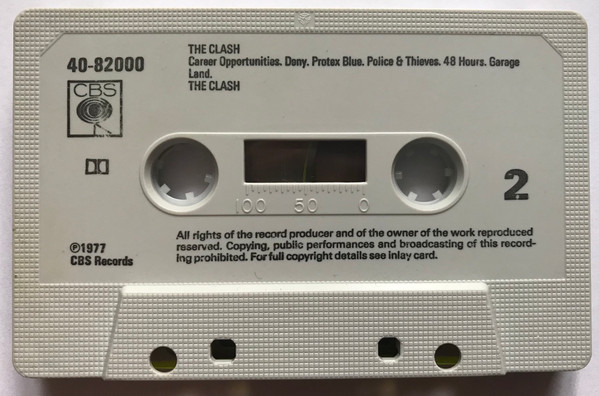 THE CLASH
40-82000
Career Opportunities. Deny. Protex Blue. Police & Thieves. 48 Hours. Garage
Land.
THE CLASH
CBS
2
100 50 0
All rights of the record producer and of the owner of the work reproduced
reserved. Copying, public performances and broadcasting of this record-
ing prohibited. For full copyright details see inlay card.
℗1977
CBS Records